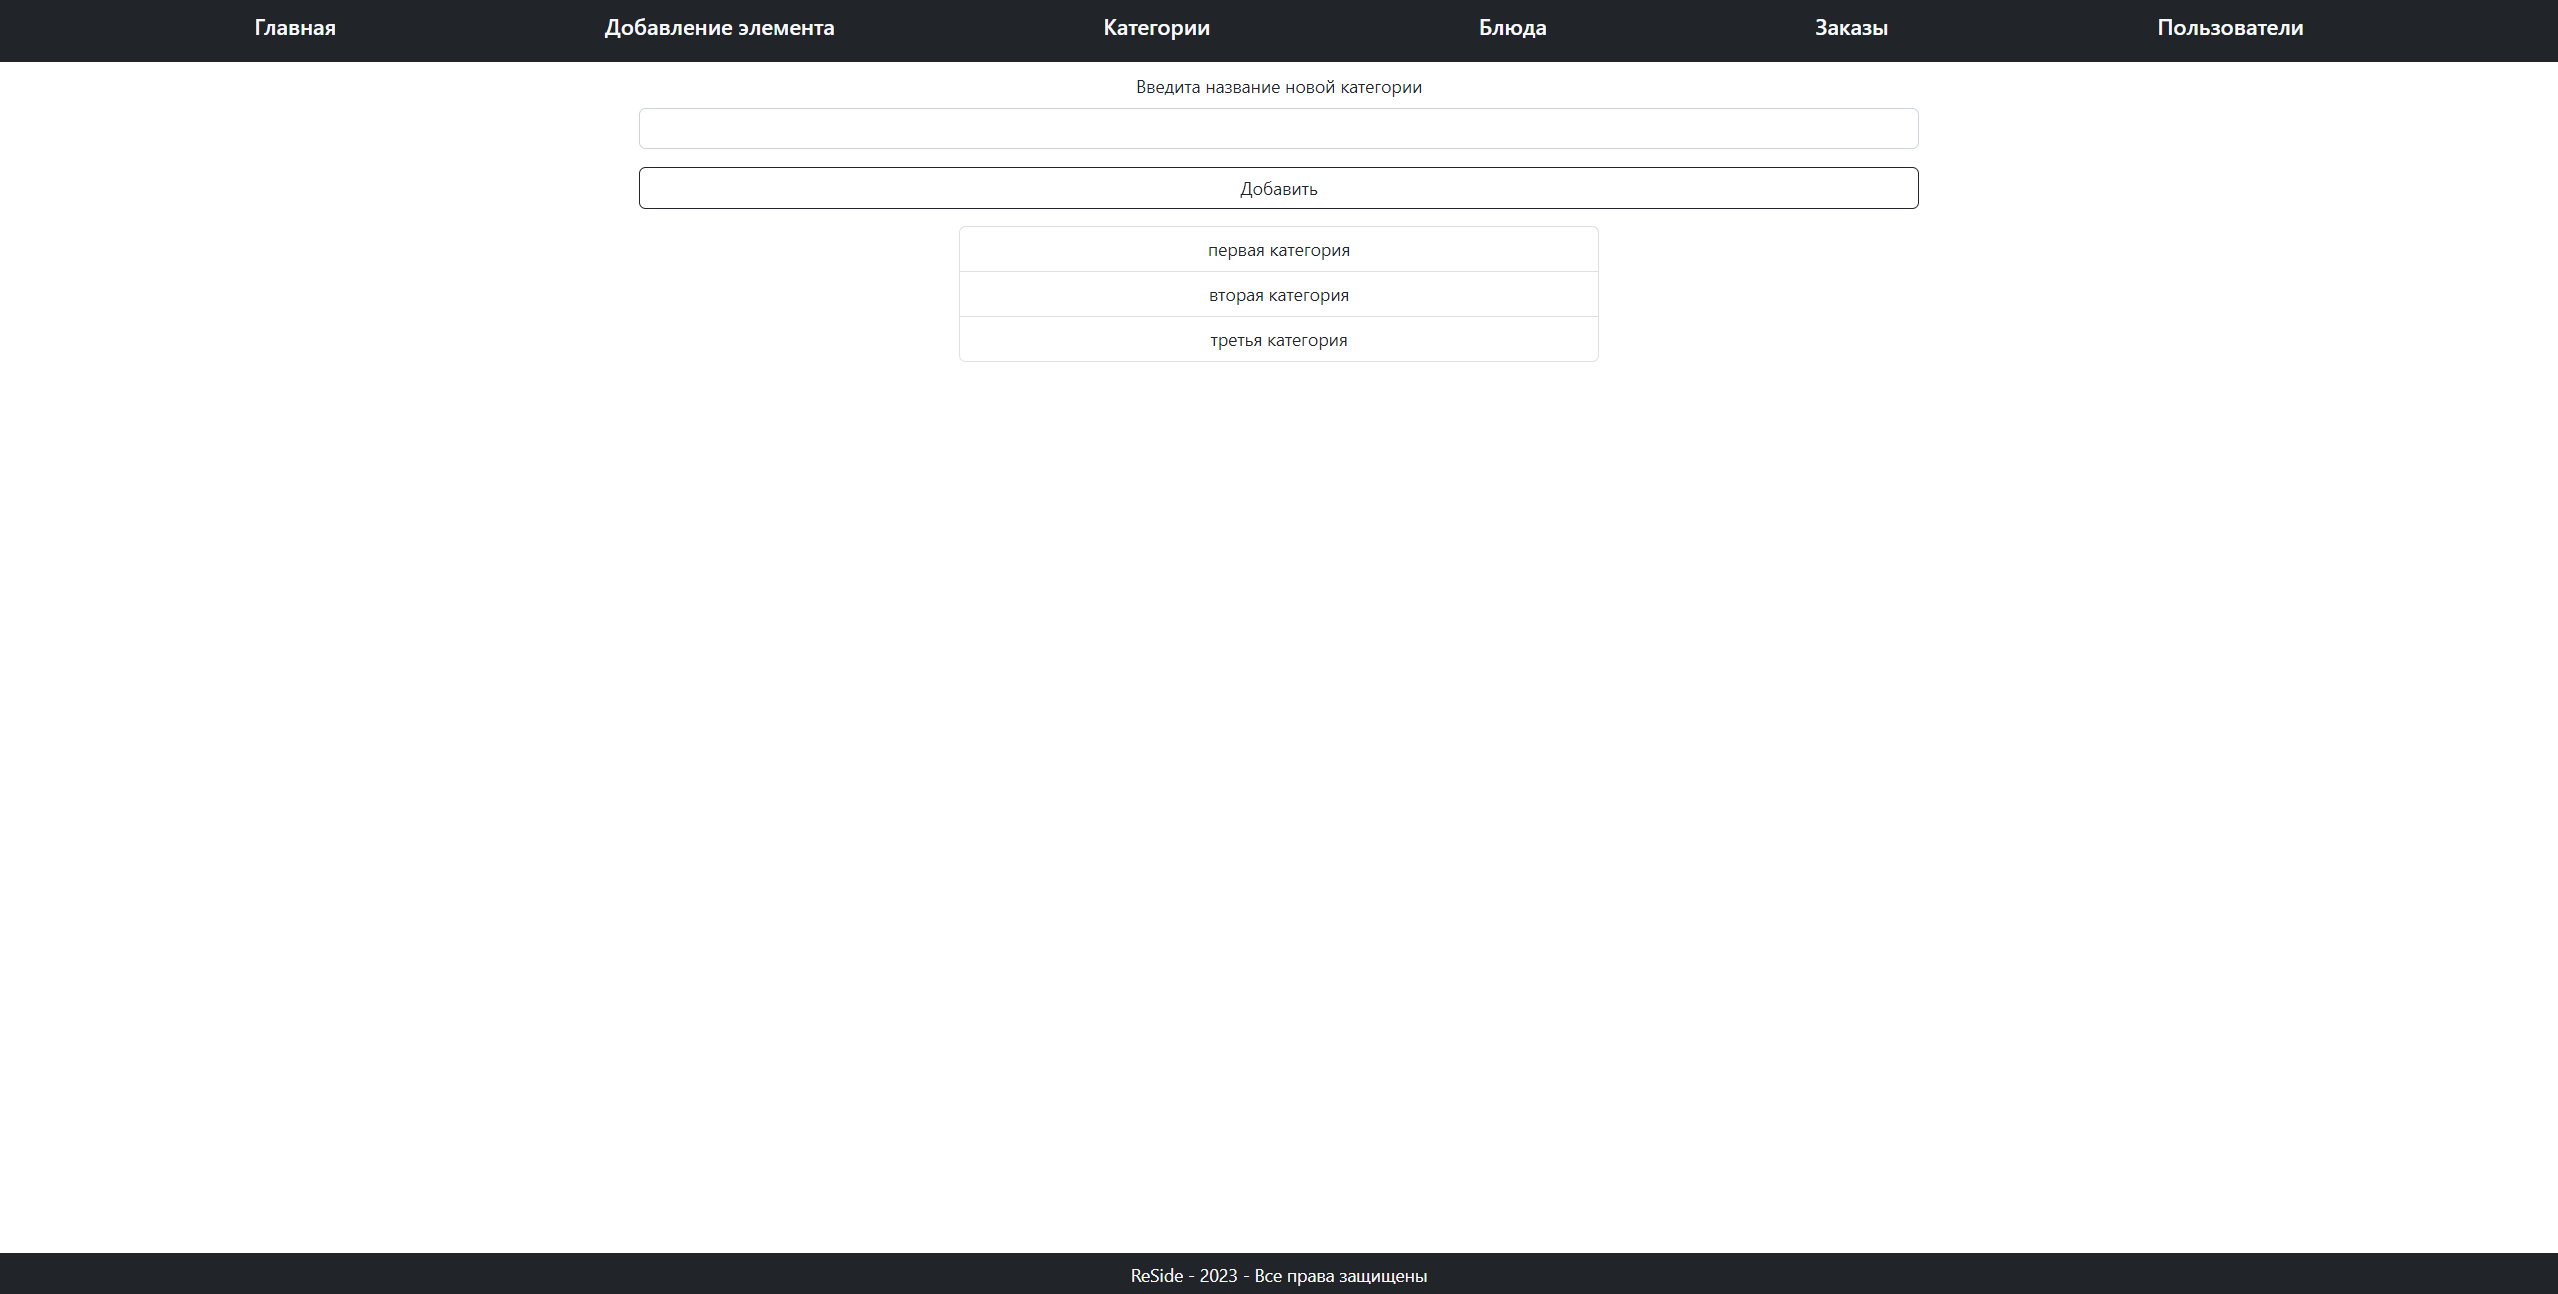 Главная Добавление элемента Категории Блюда Заказы Пользователи
Введита название новой категории
Добавить
первая категория
вторая категория
третья категория
ReSide - 2023 - Все права защищены